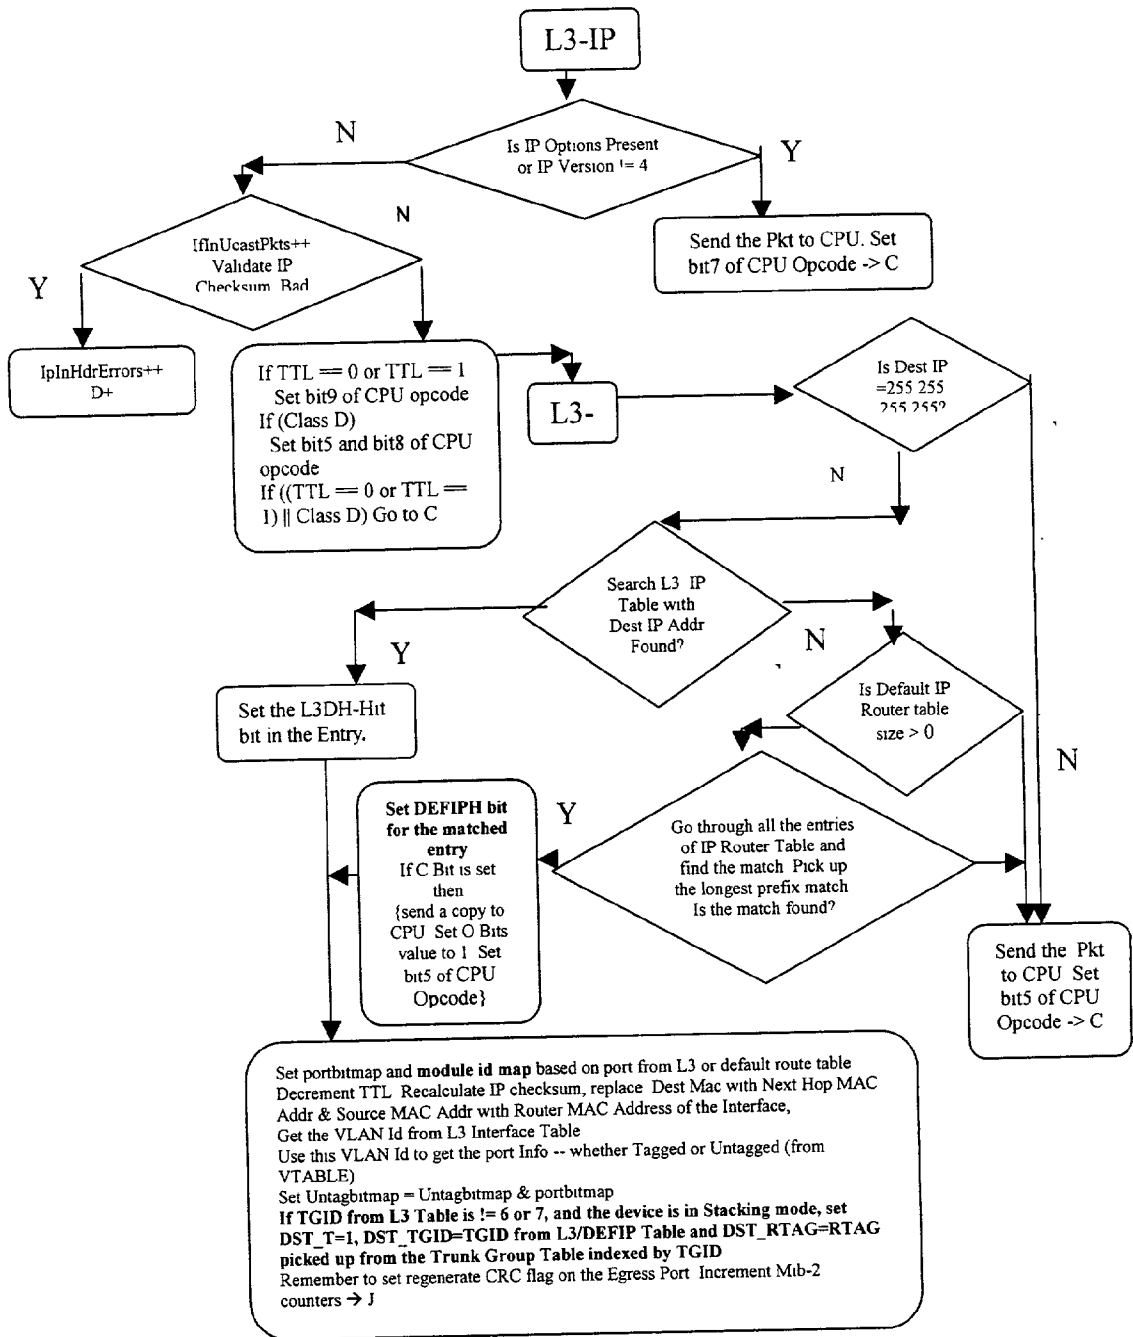 L3-IP
N
Is IP Options Present
or IP Version != 4
Y
N
IfInUcastPkts++
Validate IP
Checksum Bad
Send the Pkt to CPU. Set
bit7 of CPU Opcode -> C
Y
IpInHdrErrors++
D+
If TTL == 0 or TTL == 1
Set bit9 of CPU opcode
If (Class D)
Set bit5 and bit8 of CPU
opcode
If ((TTL == 0 or TTL ==
1) || Class D) Go to C
L3-
Is Dest IP
=255 255
255 255?
N
Search L3 IP
Table with
Dest IP Addr
Found?
Y
N
Set the L3DH-Hit
bit in the Entry.
Is Default IP
Router table
size > 0
N
Set DEFIPH bit
for the matched
entry
If C Bit is set
then
{send a copy to
CPU Set O Bits
value to 1 Set
bit5 of CPU
Opcode}
Y
Go through all the entries
of IP Router Table and
find the match Pick up
the longest prefix match
Is the match found?
Send the Pkt
to CPU Set
bit5 of CPU
Opcode -> C
Set portbitmap and module id map based on port from L3 or default route table
Decrement TTL Recalculate IP checksum, replace Dest Mac with Next Hop MAC
Addr & Source MAC Addr with Router MAC Address of the Interface,
Get the VLAN Id from L3 Interface Table
Use this VLAN Id to get the port Info -- whether Tagged or Untagged (from
VTABLE)
Set Untagbitmap = Untagbitmap & portbitmap
If TGID from L3 Table is != 6 or 7, and the device is in Stacking mode, set
DST_T=1, DST_TGID=TGID from L3/DEFIP Table and DST_RTAG=RTAG
picked up from the Trunk Group Table indexed by TGID
Remember to set regenerate CRC flag on the Egress Port Increment Mib-2
counters → J